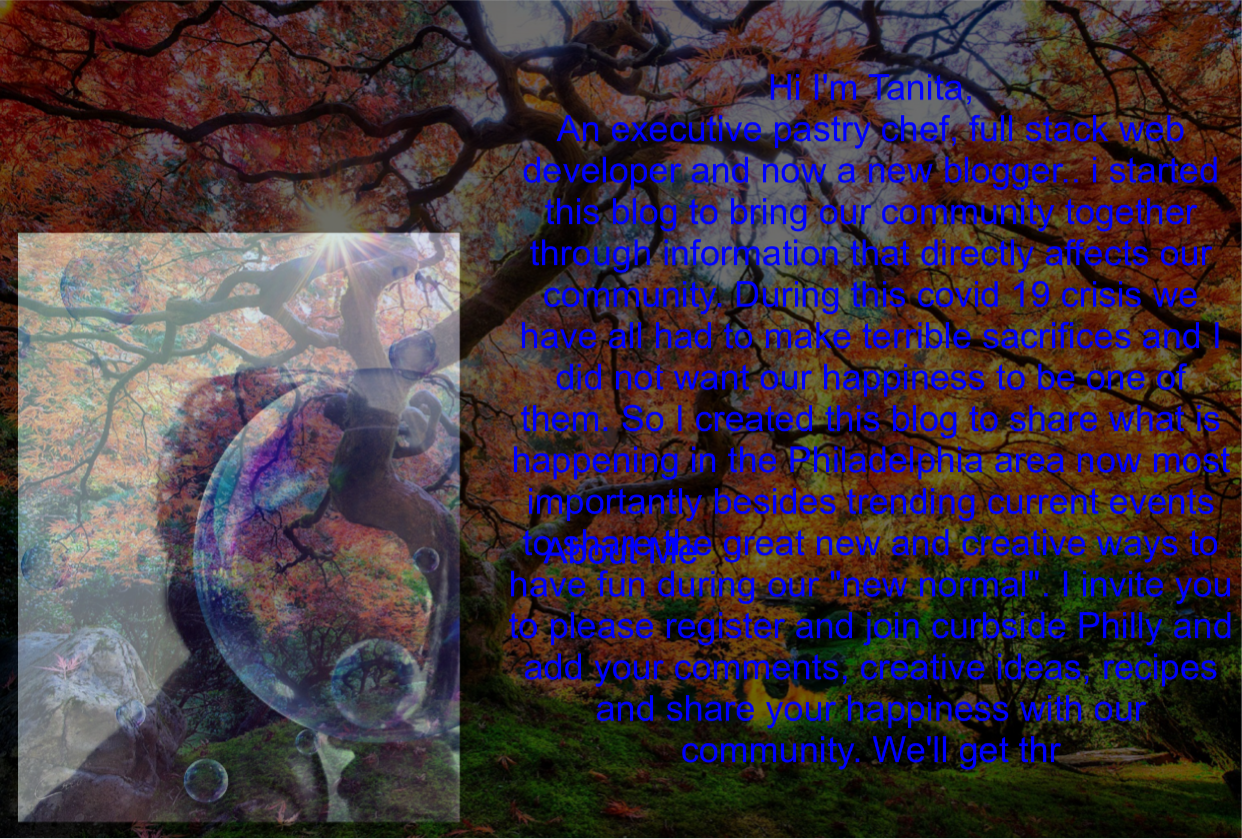 Hi I'm Tanita,
An executive pastry chef, full stack web
developer and now a new blogger.. i started
this blog to bring our community together
through information that directly affects our
community. During this covid 19 crisis we
have all had to make terrible sacrifices and I
did not want our happiness to be one of
them. So I created this blog to share what is
happening in the Philadelphia area now most
importantly besides trending current events
to share the great new and creative ways to
About Me
have fun during our "new normal". I invite you
to please register and join curbside Philly and
add your comments, creative ideas, recipes
and share your happiness with our
community. We'll get thr